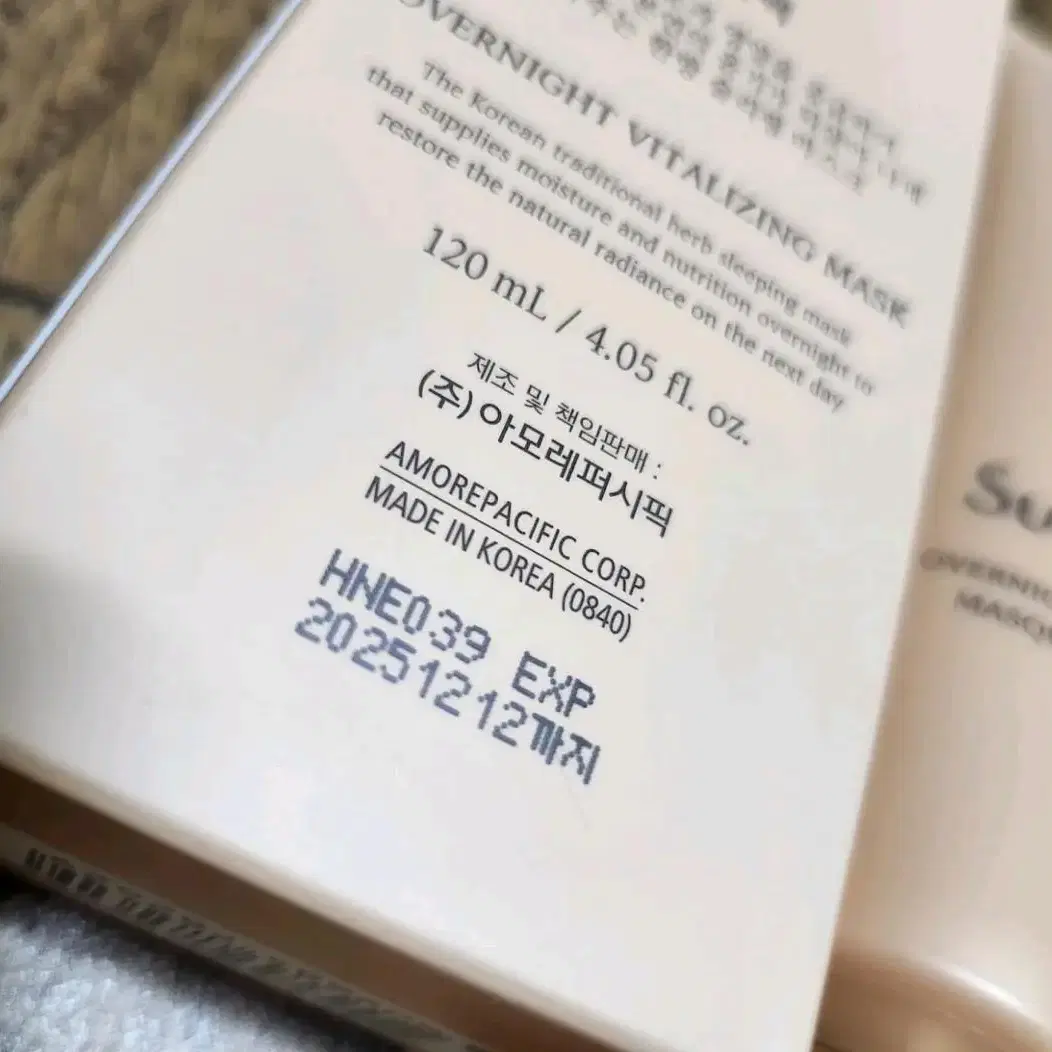 OVERNIGHT VITALIZING MASK
The Korean traditional herb sleeping mask
that supplies moisture and nutrition overnight to
restore the natural radiance on the next day
120 mL / 4.05 fl. oz.
제조 및 책임판매 :
(주)아모레퍼시픽
AMOREPACIFIC CORP.
MADE IN KOREA (0840)
HNE039 EXP
20251212까지
Su
OVERNIG
MASQU